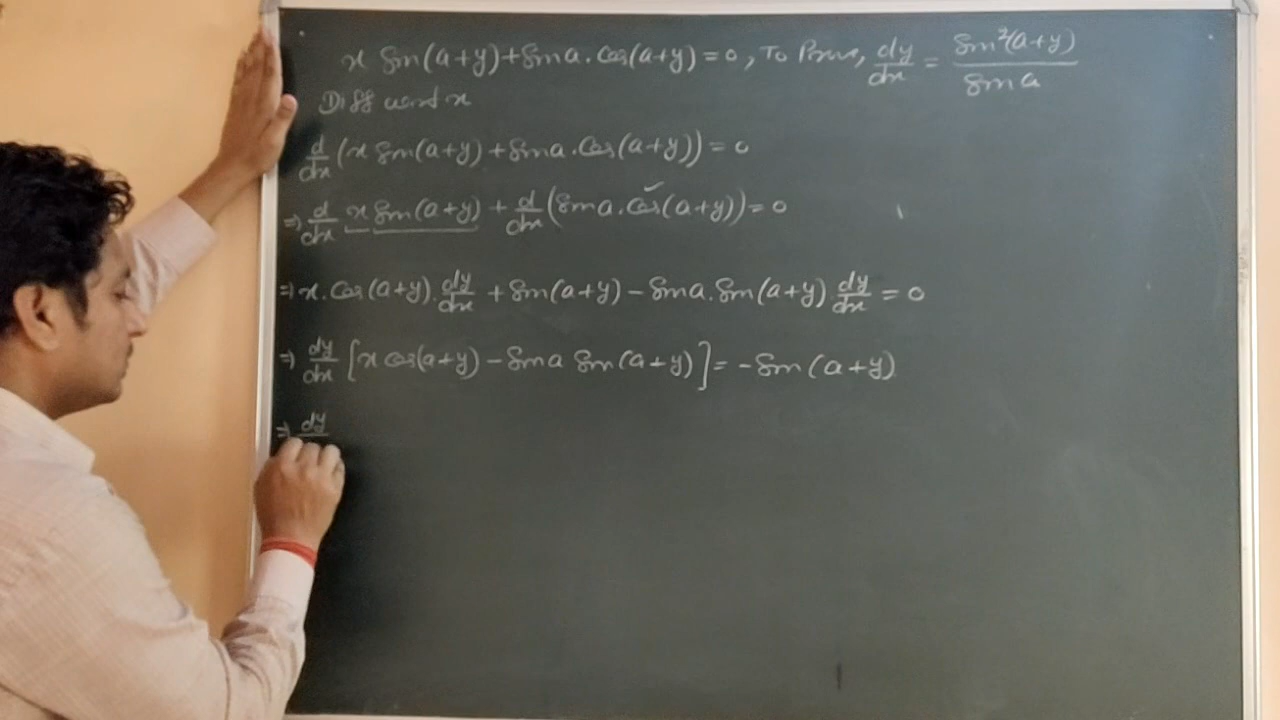 x Sin(a+y)+Sin a. Cos(a+y) = 0, To Prove, dy/dx = Sin²(a+y)/Sin a
Diff w.r.t x
d/dx (x Sin(a+y) + Sin a. Cos(a+y)) = 0
⇒ d/dx x Sin(a+y) + d/dx (Sin a. Cos(a+y)) = 0
⇒ x. Cos(a+y). dy/dx + Sin(a+y) - Sin a. Sin(a+y) dy/dx = 0
⇒ dy/dx [x cos(a+y) - Sin a Sin(a+y)] = - Sin(a+y)
⇒ dy